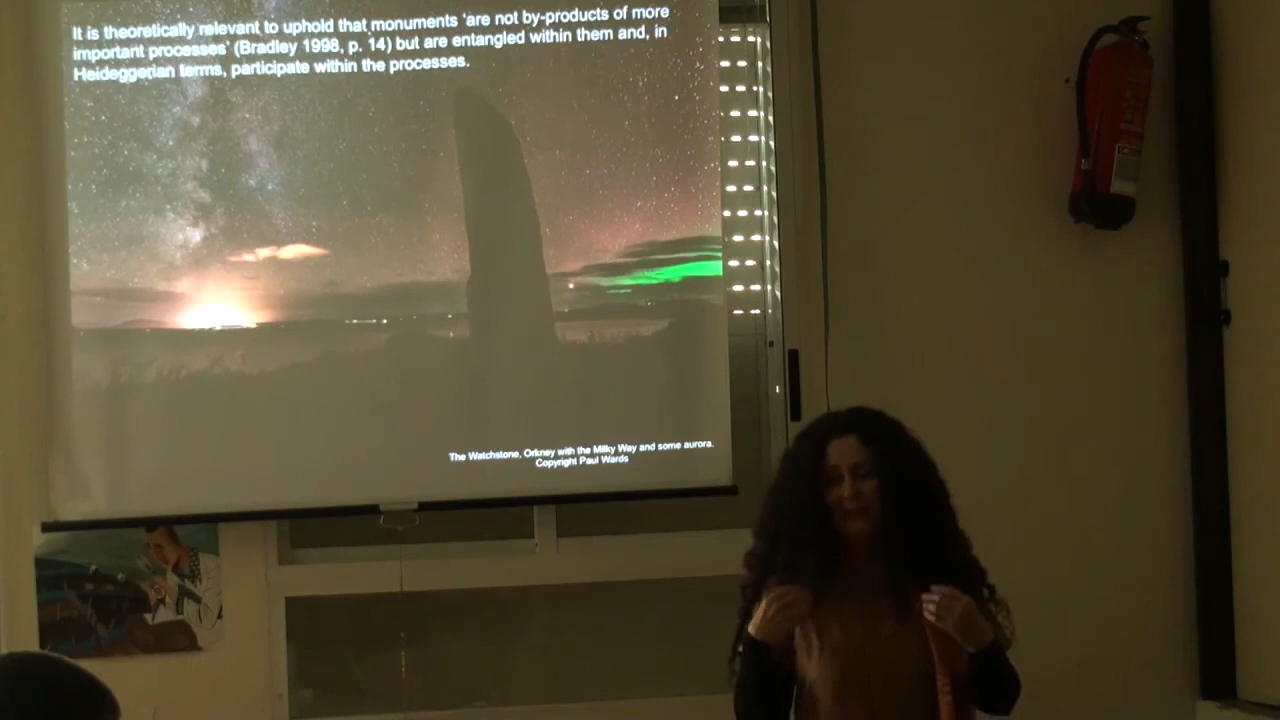 It is theoretically relevant to uphold that monuments 'are not by-products of more
important processes' (Bradley 1998, p. 14) but are entangled within them and, in
Heideggerian terms, participate within the processes.
The Watchstone, Orkney with the Milky Way and some aurora.
Copyright Paul Wards